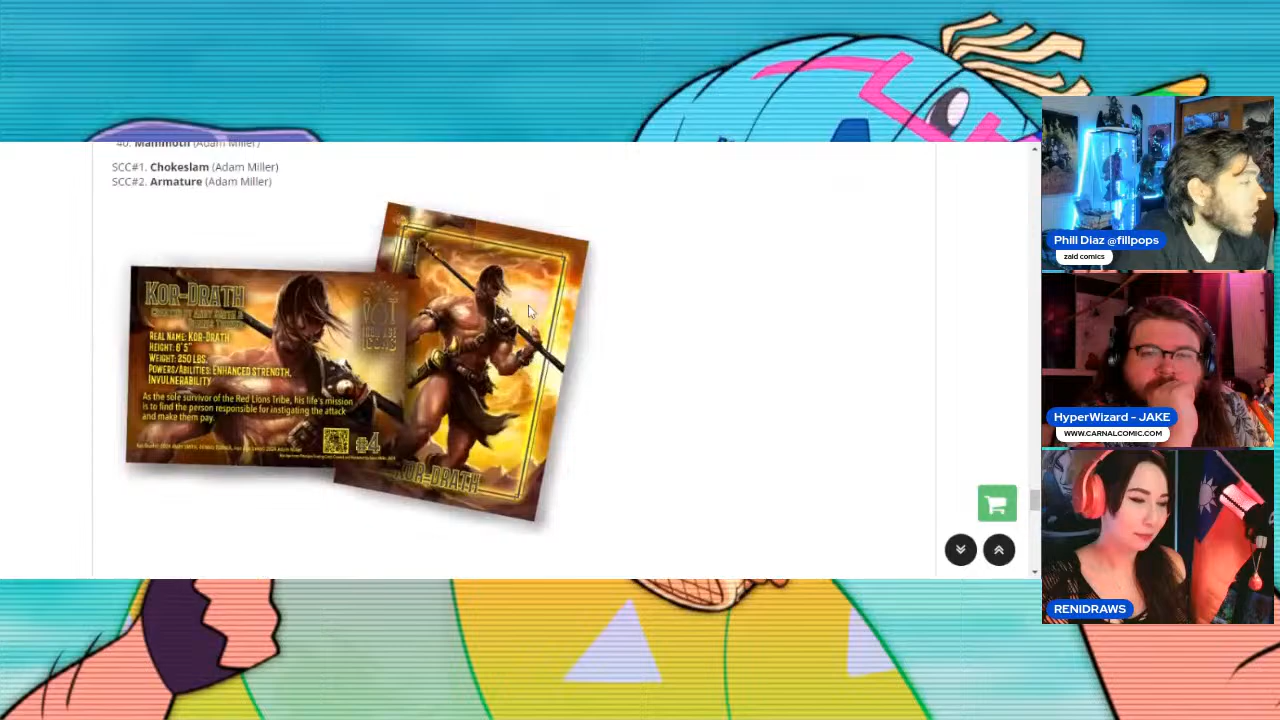 40. Mammoth (Adam Miller)
SCC#1. Chokeslam (Adam Miller)
SCC#2. Armature (Adam Miller)
KOR-DRATH
REAL NAME: KOR-DRATH
HEIGHT: 6' 5"
WEIGHT: 250 LBS.
POWERS/ABILITIES: ENHANCED STRENGTH,
INVULNERABILITY
As the sole survivor of the Red Lions Tribe, his life's mission
is to find the person responsible for instigating the attack
and make them pay.
#4
KOR-DRATH
Phill Diaz @fillpops
zaid comics
HyperWizard - JAKE
WWW.CARNALCOMIC.COM
RENIDRAWS